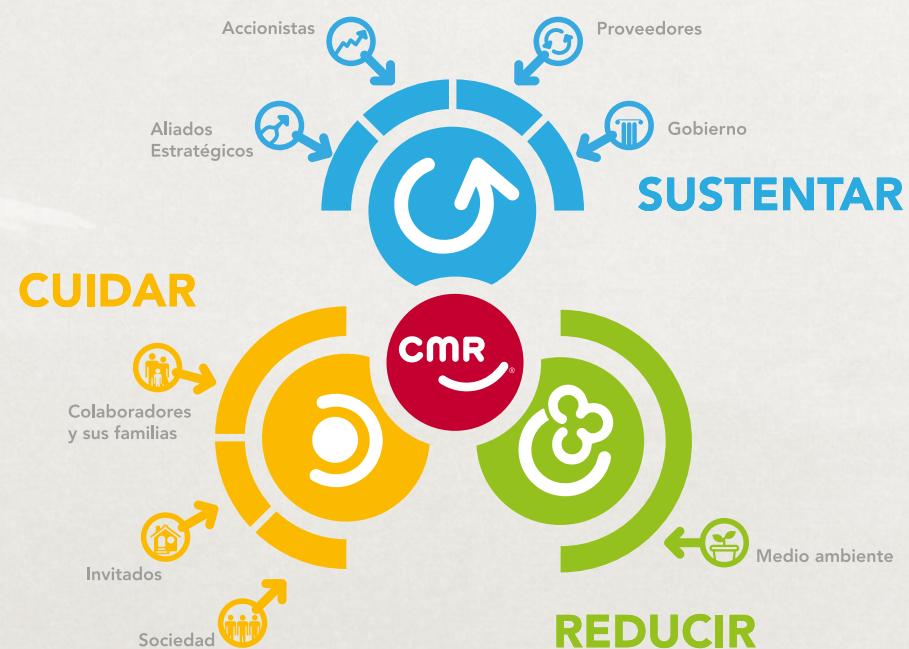 Accionistas
Proveedores
Aliados
Estratégicos
Gobierno
SUSTENTAR
CUIDAR
CMR
®
Colaboradores
y sus familias
Invitados
Medio ambiente
Sociedad
REDUCIR